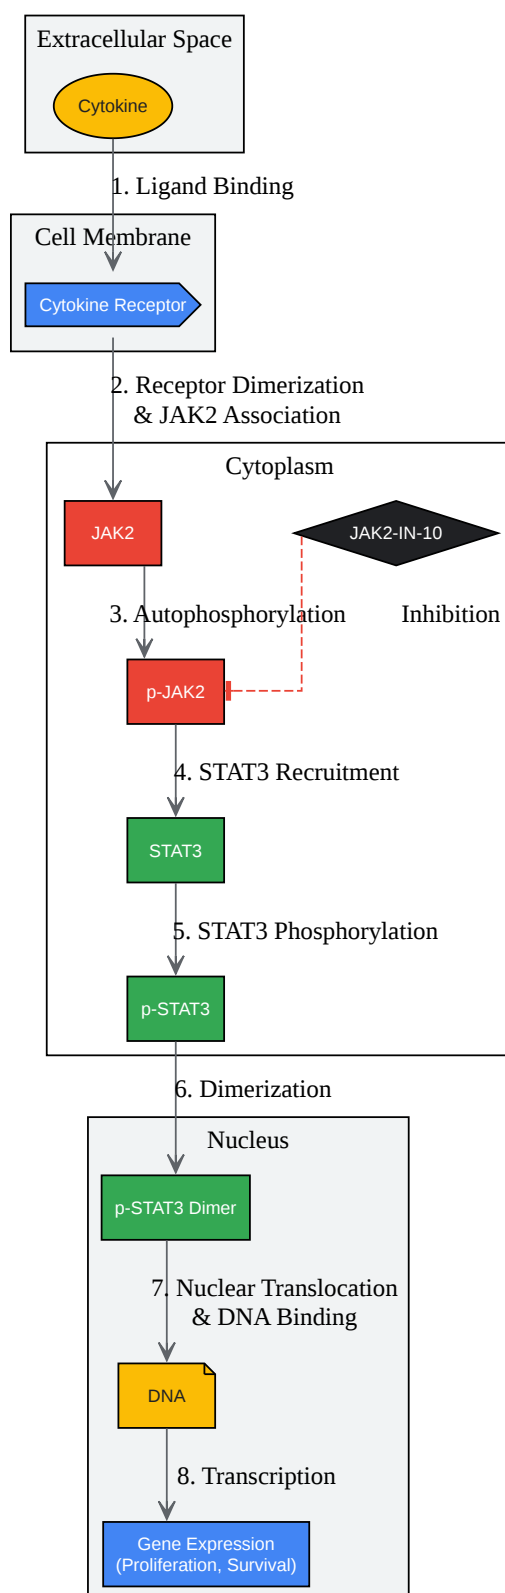 Extracellular Space
Cytokine
1. Ligand Binding
Cell Membrane
Cytokine Receptor
2. Receptor Dimerization
& JAK2 Association
Cytoplasm
JAK2
JAK2-IN-10
3. Autophosphorylation
Inhibition
p-JAK2
4. STAT3 Recruitment
STAT3
5. STAT3 Phosphorylation
p-STAT3
6. Dimerization
Nucleus
p-STAT3 Dimer
7. Nuclear Translocation
& DNA Binding
DNA
8. Transcription
Gene Expression
(Proliferation, Survival)